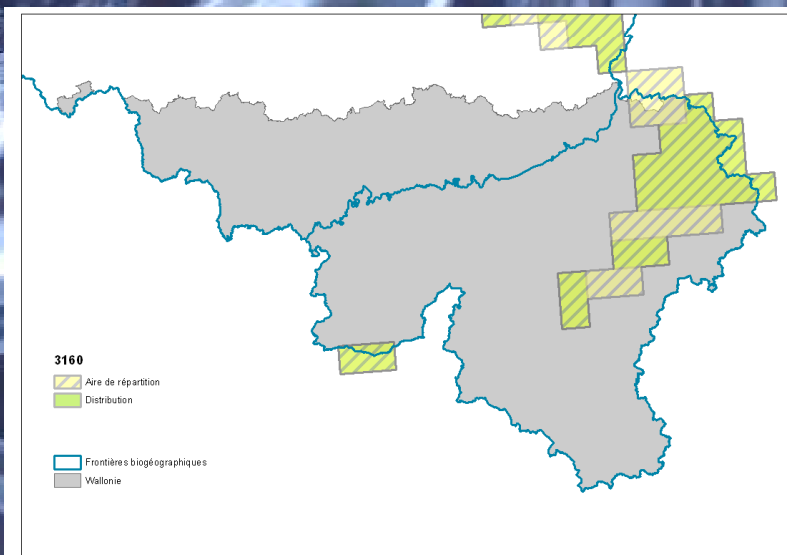 3160
Aire de répartition
Distribution
Frontières biogéographiques
Wallonie